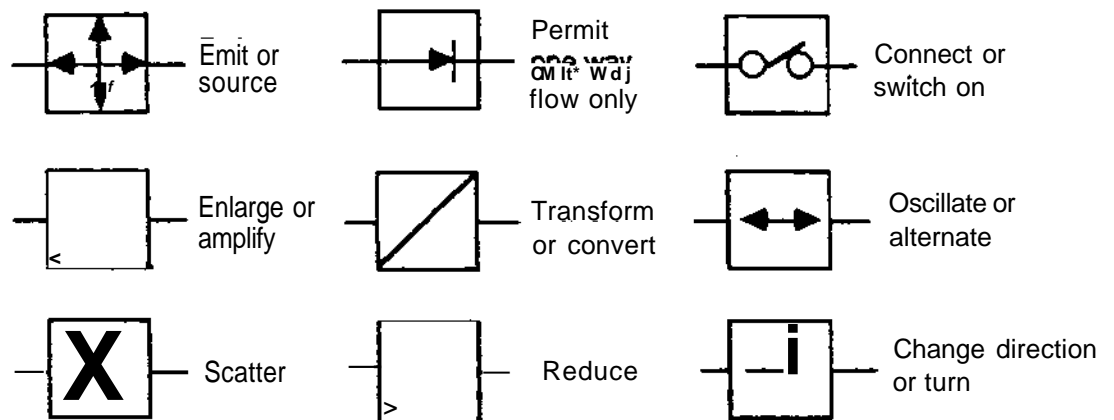 Emit or
source
Permit
one way
flow only
Connect or
switch on
<
Enlarge or
amplify
Transform
or convert
Oscillate or
alternate
X
Scatter
>
Reduce
i
Change direction
or turn